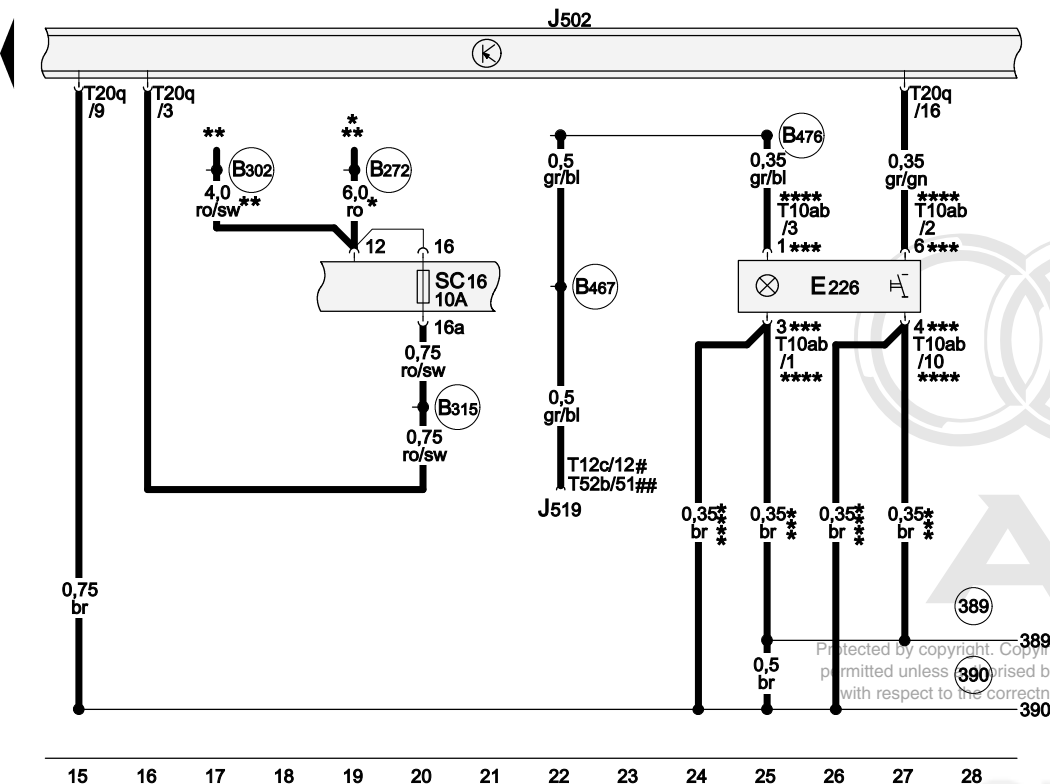 J502
T20q
/9
T20q
/3
T20q
/16
**
*
**
B302
B272
B476
4,0
ro/sw**
6,0
ro*
0,5
gr/bl
0,35
gr/bl
0,35
gr/gn
****
T10ab
/3
1***
****
T10ab
/2
6***
12
16
SC16
10A
16a
B467
E226
3***
T10ab
/1
****
4***
T10ab
/10
****
0,75
ro/sw
B315
0,75
ro/sw
0,5
gr/bl
T12c/12#
T52b/51##
J519
0,35
br
****
0,35
br
***
0,35
br
****
0,35
br
***
0,75
br
389
389
Protected by copyright. Copyin
0,5
br
390
permitted unless authorised b
with respect to the correctn
390
15 16 17 18 19 20 21 22 23 24 25 26 27 28